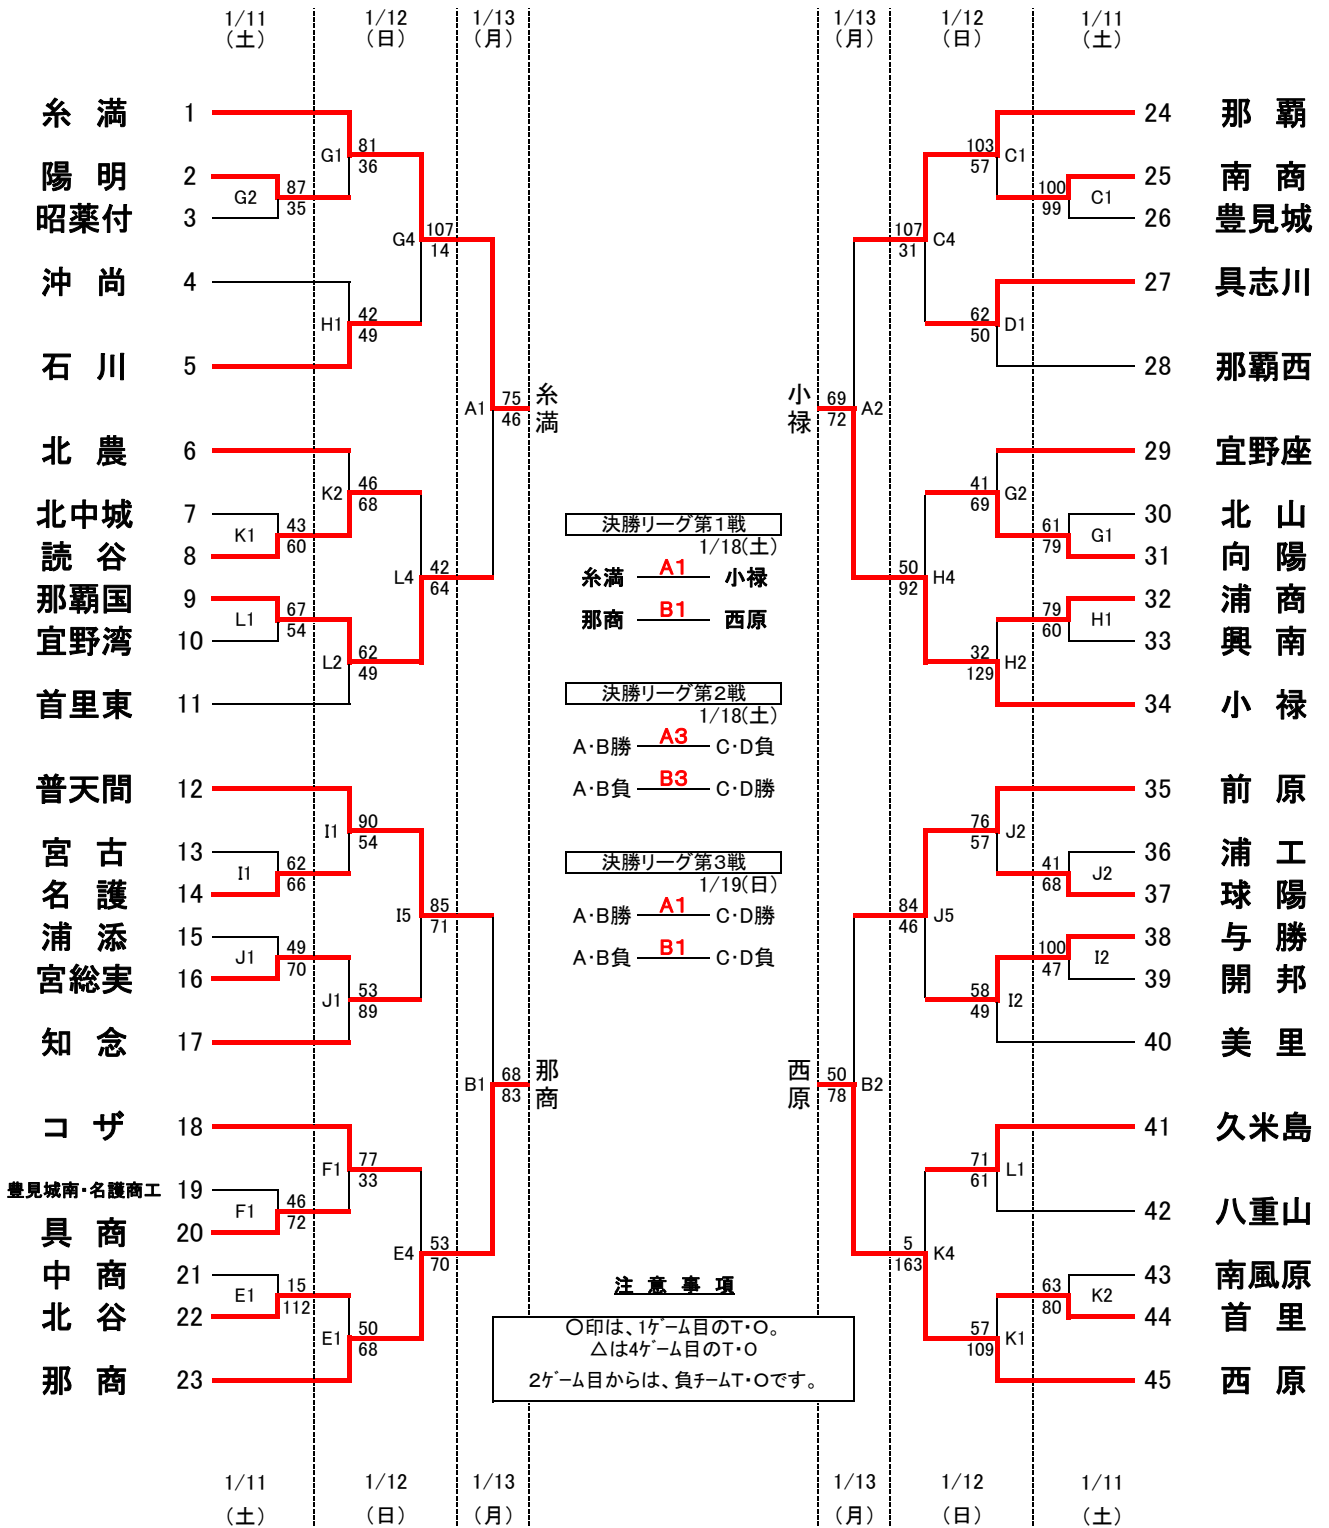 1/11 1/12 1/13 1/13 1/12 1/11
(土) (日) (月) (月) (日) (土)
糸 満 1
陽 明 2
昭薬付 3
沖 尚 4
石 川 5
北 農 6
北中城 7
読 谷 8
那覇国 9
宜野湾 10
首里東 11
普天間 12
宮 古 13
名 護 14
浦 添 15
宮総実 16
知 念 17
コ ザ 18
豊見城南・名護商工 19
具 商 20
中 商 21
北 谷 22
那 商 23
G2 87
35
K1 43
60
L1 67
54
I1 62
66
J1 49
70
F1 46
72
E1 15
112
G1 81
36
H1 42
49
K2 46
68
L2 62
49
I1 90
54
J1 53
89
F1 77
33
E1 50
68
G4 107
14
L4 42
64
I5 85
71
E4 53
70
A1 75
46
糸満
B1 68
83
那商
決勝リーグ第1戦
1/18(土)
糸満 A1 小禄
那商 B1 西原
決勝リーグ第2戦
1/18(土)
A・B勝 A3 C・D負
A・B負 B3 C・D勝
決勝リーグ第3戦
1/19(日)
A・B勝 A1 C・D勝
A・B負 B1 C・D負
注 意 事 項
〇印は、1ゲーム目のT・O。
△は4ゲーム目のT・O
2ゲーム目からは、負チームT・Oです。
小禄
69 A2
72
西原
50 B2
78
107 C4
31
50 H4
92
84 J5
46
5 K4
163
103 C1
57
62 D1
50
41 G2
69
32 H2
129
76 J2
57
58 I2
49
71 L1
61
57 K1
109
100 C1
99
61 G1
79
79 H1
60
41 J2
68
100 I2
47
63 K2
80
24 那 覇
25 南 商
26 豊見城
27 具志川
28 那覇西
29 宜野座
30 北 山
31 向 陽
32 浦 商
33 興 南
34 小 禄
35 前 原
36 浦 工
37 球 陽
38 与 勝
39 開 邦
40 美 里
41 久米島
42 八重山
43 南風原
44 首 里
45 西 原
1/11 1/12 1/13 1/13 1/12 1/11
(土) (日) (月) (月) (日) (土)